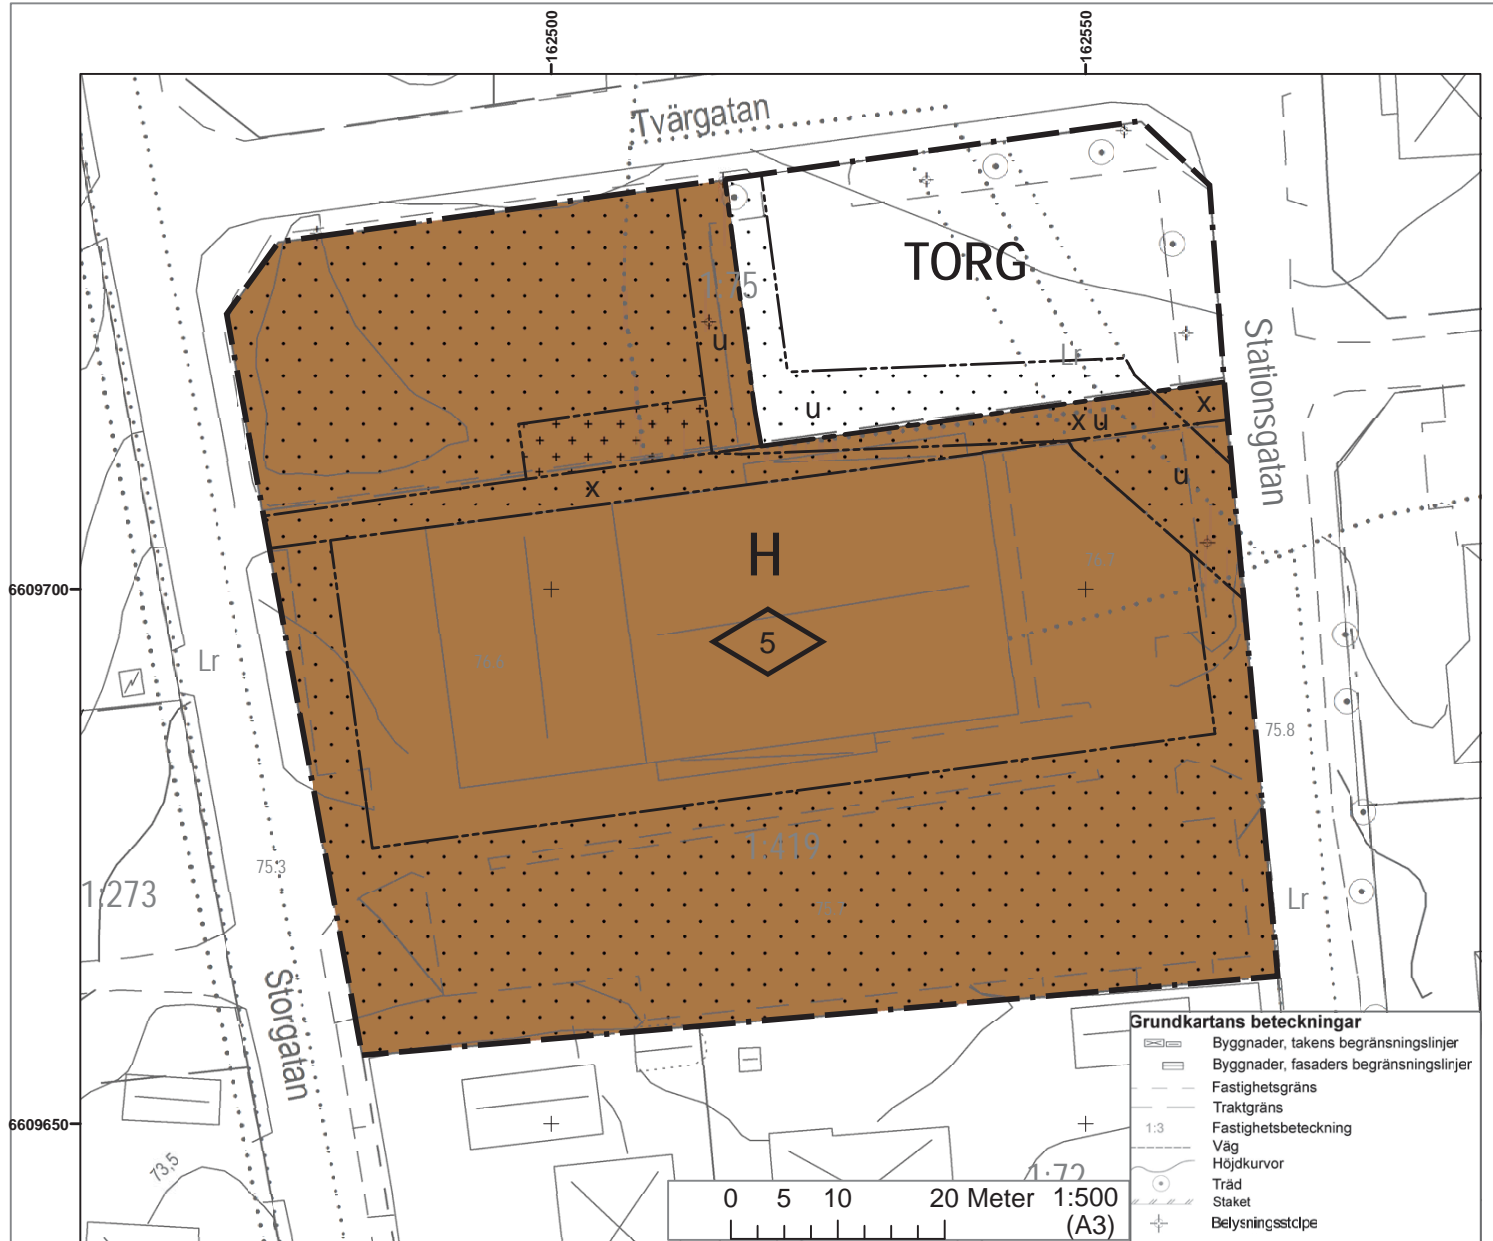 162500
162550
Tvärgatan
TORG
1:75
u
Lr
u
x
x u
Stationsgatan
u
x
H
6609700
5
Lr
75.8
1:419
75.3
1:273
Lr
Storgatan
Grundkartans beteckningar
Byggnader, takens begränsningslinjer
Byggnader, fasaders begränsningslinjer
Fastighetsgräns
Traktgräns
1:3 Fastighetsbeteckning
Väg
Höjdkurvor
Träd
Staket
Belysningsstolpe
6609650
73,5
1:72
0 5 10 20 Meter 1:500
(A3)